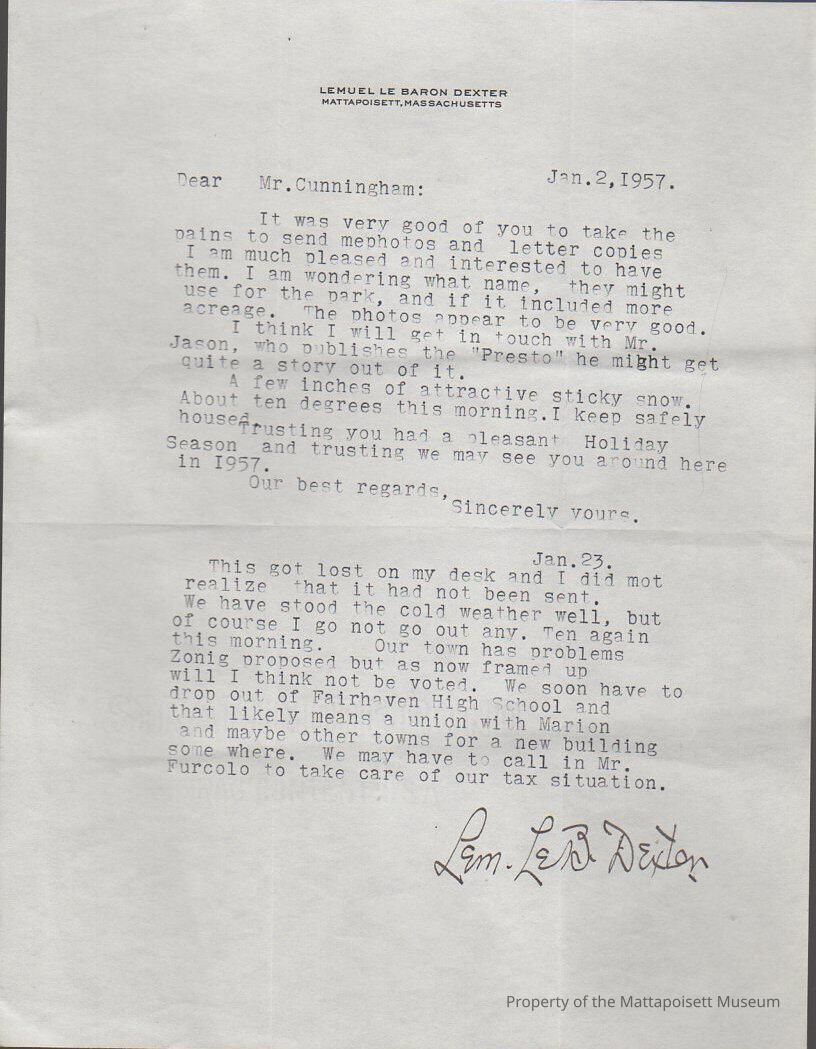 LEMUEL LE BARON DEXTER
MATTAPOISETT, MASSACHUSETTS
Jan.2,1957.
Dear Mr.Cunningham:
It was very good of you to take the
pains to send mephotos and letter copies
I am much pleased and interested to have
them. I am wondering what name, they might
use for the park, and if it included more
acreage. The photos appear to be very good.
I think I will get in touch with Mr.
Jason, who publishes the "Presto" he might get
quite a story out of it.
A few inches of attractive sticky snow.
About ten degrees this morning.I keep safely
housed.
Trusting you had a pleasant Holiday
Season and trusting we may see you around here
in 1957.
Our best regards,
Sincerely yours.
Jan.23.
This got lost on my desk and I did mot
realize that it had not been sent.
We have stood the cold weather well, but
of course I go not go out any. Ten again
this morning. Our town has problems
Zonig proposed but as now framed up
will I think not be voted. We soon have to
drop out of Fairhaven High School and
that likely means a union with Marion
and maybe other towns for a new building
some where. We may have to call in Mr.
Furcolo to take care of our tax situation.
Lem. LeB. Dexter
Property of the Mattapoisett Museum